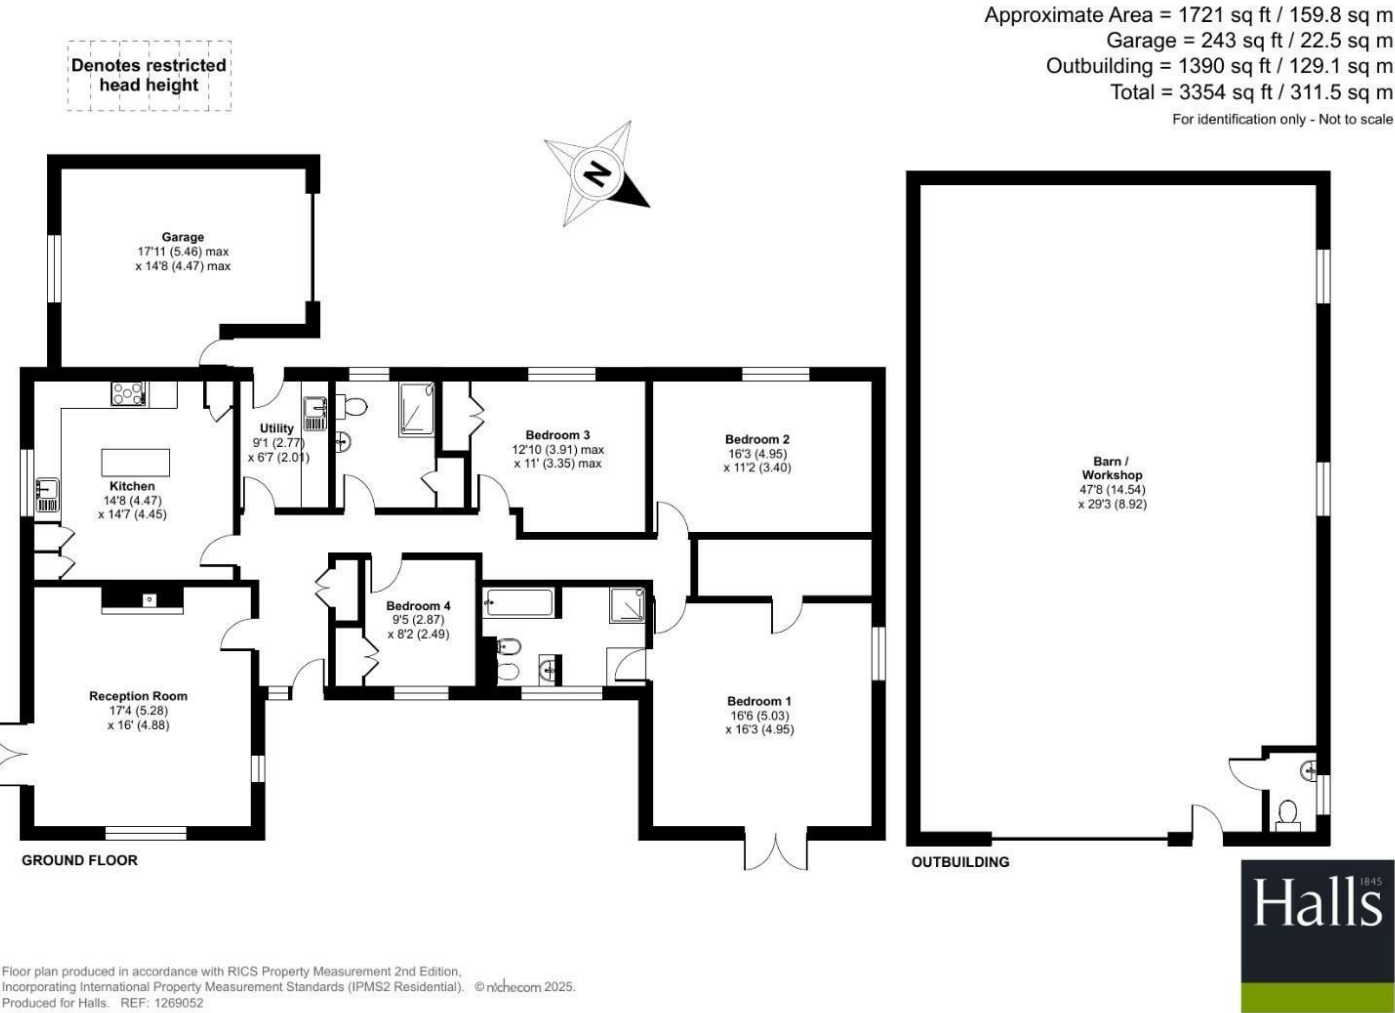 Approximate Area = 1721 sq ft / 159.8 sq m
Garage = 243 sq ft / 22.5 sq m
Outbuilding = 1390 sq ft / 129.1 sq m
Total = 3354 sq ft / 311.5 sq m
For identification only - Not to scale
Denotes restricted
head height
N
Garage
17'11 (5.46) max
x 14'8 (4.47) max
Utility
9'1 (2.77)
x 6'7 (2.01)
Bedroom 3
12'10 (3.91) max
x 11' (3.35) max
Bedroom 2
16'3 (4.95)
x 11'2 (3.40)
Kitchen
14'8 (4.47)
x 14'7 (4.45)
Barn /
Workshop
47'8 (14.54)
x 29'3 (8.92)
Bedroom 4
9'5 (2.87)
x 8'2 (2.49)
Reception Room
17'4 (5.28)
x 16' (4.88)
Bedroom 1
16'6 (5.03)
x 16'3 (4.95)
GROUND FLOOR
OUTBUILDING
1845
Halls
Floor plan produced in accordance with RICS Property Measurement 2nd Edition,
Incorporating International Property Measurement Standards (IPMS2 Residential). © nichecom 2025.
Produced for Halls. REF: 1269052